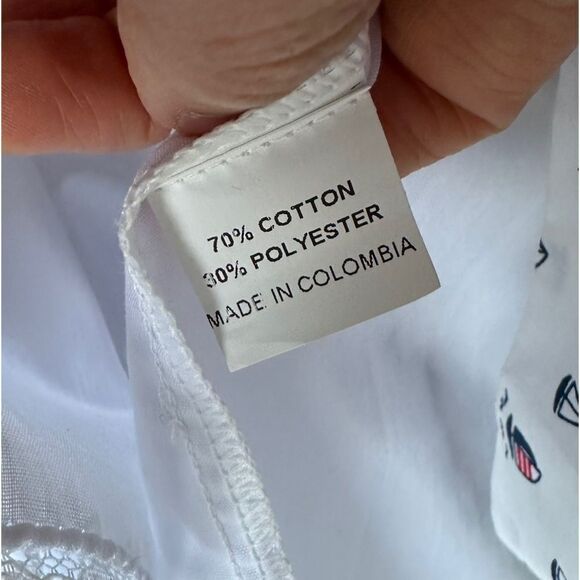 70% COTTON
30% POLYESTER
MADE IN COLOMBIA